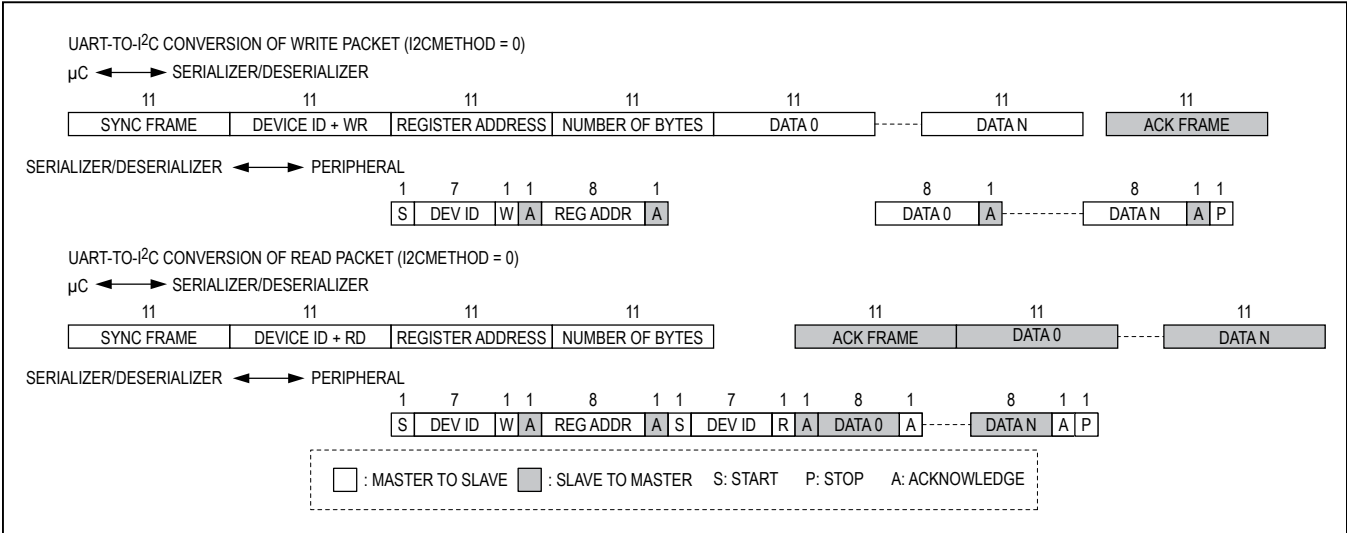 UART-TO-I2C CONVERSION OF WRITE PACKET (I2CMETHOD = 0)
µC SERIALIZER/DESERIALIZER
11 11 11 11 11 11 11
SYNC FRAME DEVICE ID + WR REGISTER ADDRESS NUMBER OF BYTES DATA 0 DATA N ACK FRAME
SERIALIZER/DESERIALIZER PERIPHERAL
1 7 1 1 8 1 8 1 8 1 1
S DEV ID W A REG ADDR A DATA 0 A DATA N A P
UART-TO-I2C CONVERSION OF READ PACKET (I2CMETHOD = 0)
µC SERIALIZER/DESERIALIZER
11 11 11 11 11 11 11
SYNC FRAME DEVICE ID + RD REGISTER ADDRESS NUMBER OF BYTES ACK FRAME DATA 0 DATA N
SERIALIZER/DESERIALIZER PERIPHERAL
1 7 1 1 8 1 1 7 1 1 8 1 8 1 1
S DEV ID W A REG ADDR A S DEV ID R A DATA 0 A DATA N A P
: MASTER TO SLAVE : SLAVE TO MASTER S: START P: STOP A: ACKNOWLEDGE